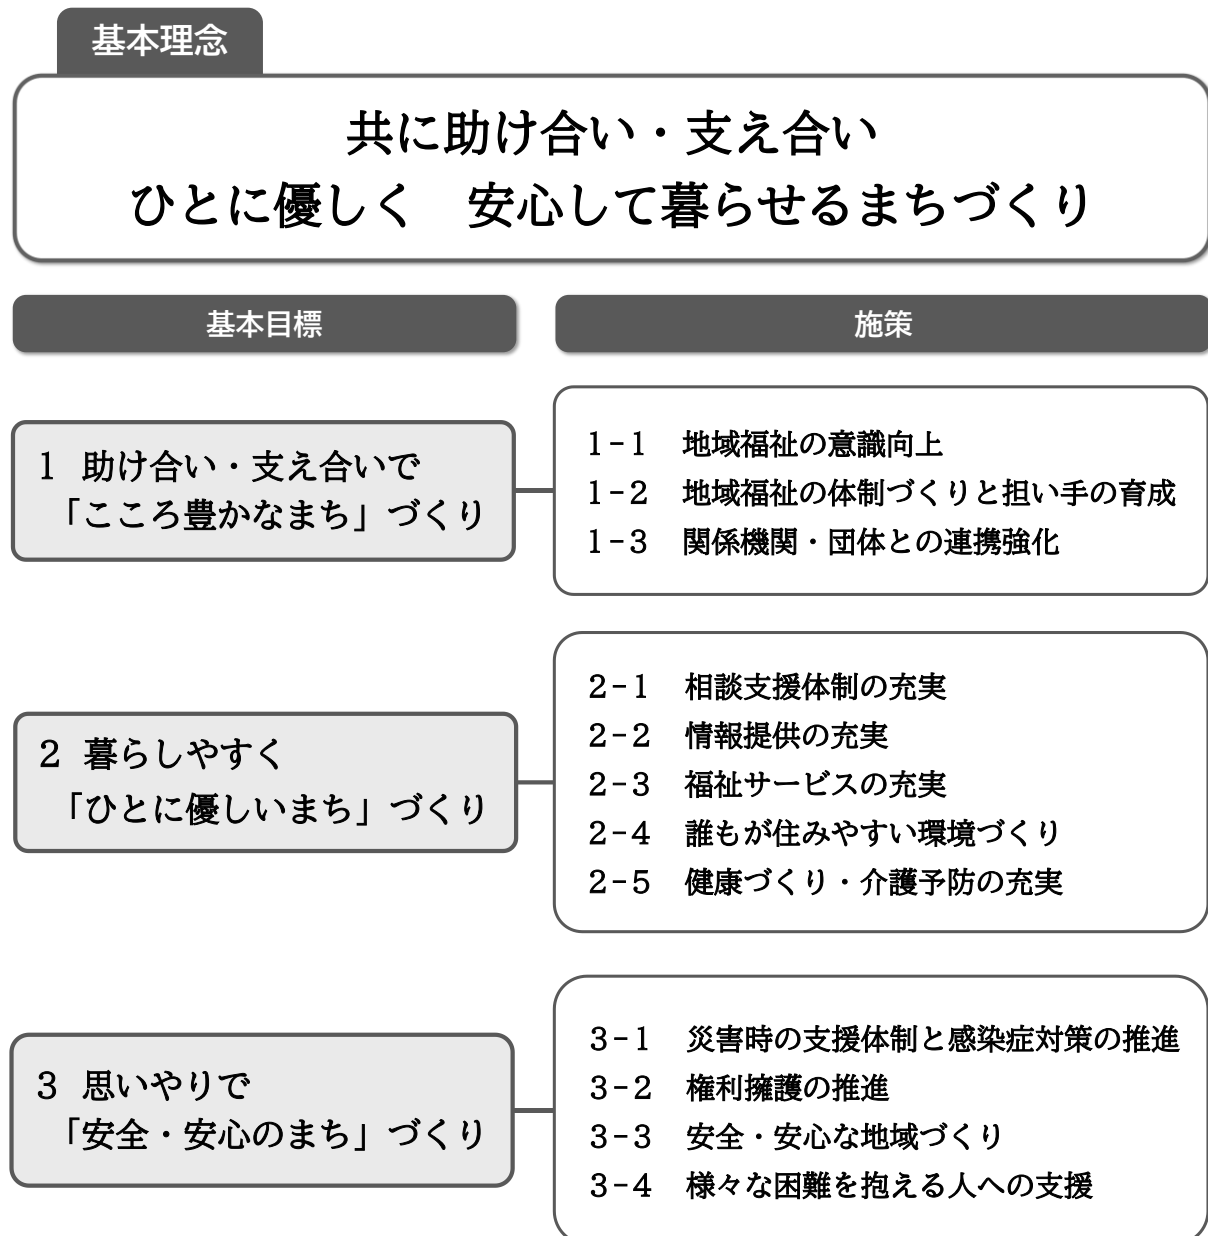 基本理念
共に助け合い・支え合い
ひとに優しく　安心して暮らせるまちづくり
基本目標
施策
１ 助け合い・支え合いで
「こころ豊かなまち」づくり
１-１　地域福祉の意識向上
１-２　地域福祉の体制づくりと担い手の育成
１-３　関係機関・団体との連携強化
２ 暮らしやすく
「ひとに優しいまち」づくり
２-１　相談支援体制の充実
２-２　情報提供の充実
２-３　福祉サービスの充実
２-４　誰もが住みやすい環境づくり
２-５　健康づくり・介護予防の充実
３ 思いやりで
「安全・安心のまち」づくり
３-１　災害時の支援体制と感染症対策の推進
３-２　権利擁護の推進
３-３　安全・安心な地域づくり
３-４　様々な困難を抱える人への支援